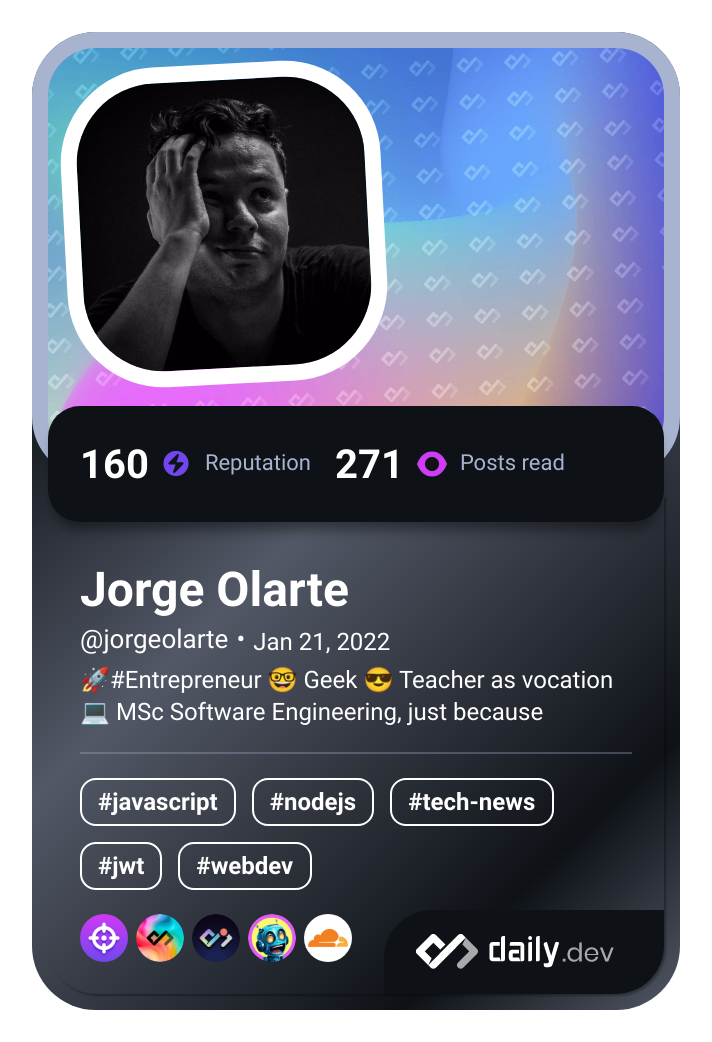 160 Reputation 271 Posts read
Jorge Olarte
@jorgeolarte • Jan 21, 2022
🚀#Entrepreneur 🤓 Geek 😎 Teacher as vocation
💻 MSc Software Engineering, just because
#javascript #nodejs #tech-news
#jwt #webdev
daily.dev